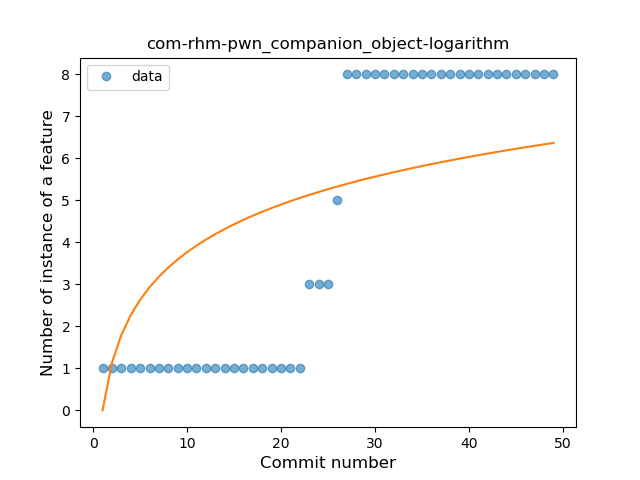 com-rhm-pwn_companion_object-logarithm
data
Number of instance of a feature
8
7
6
5
4
3
2
1
0
0 10 20 30 40 50
Commit number